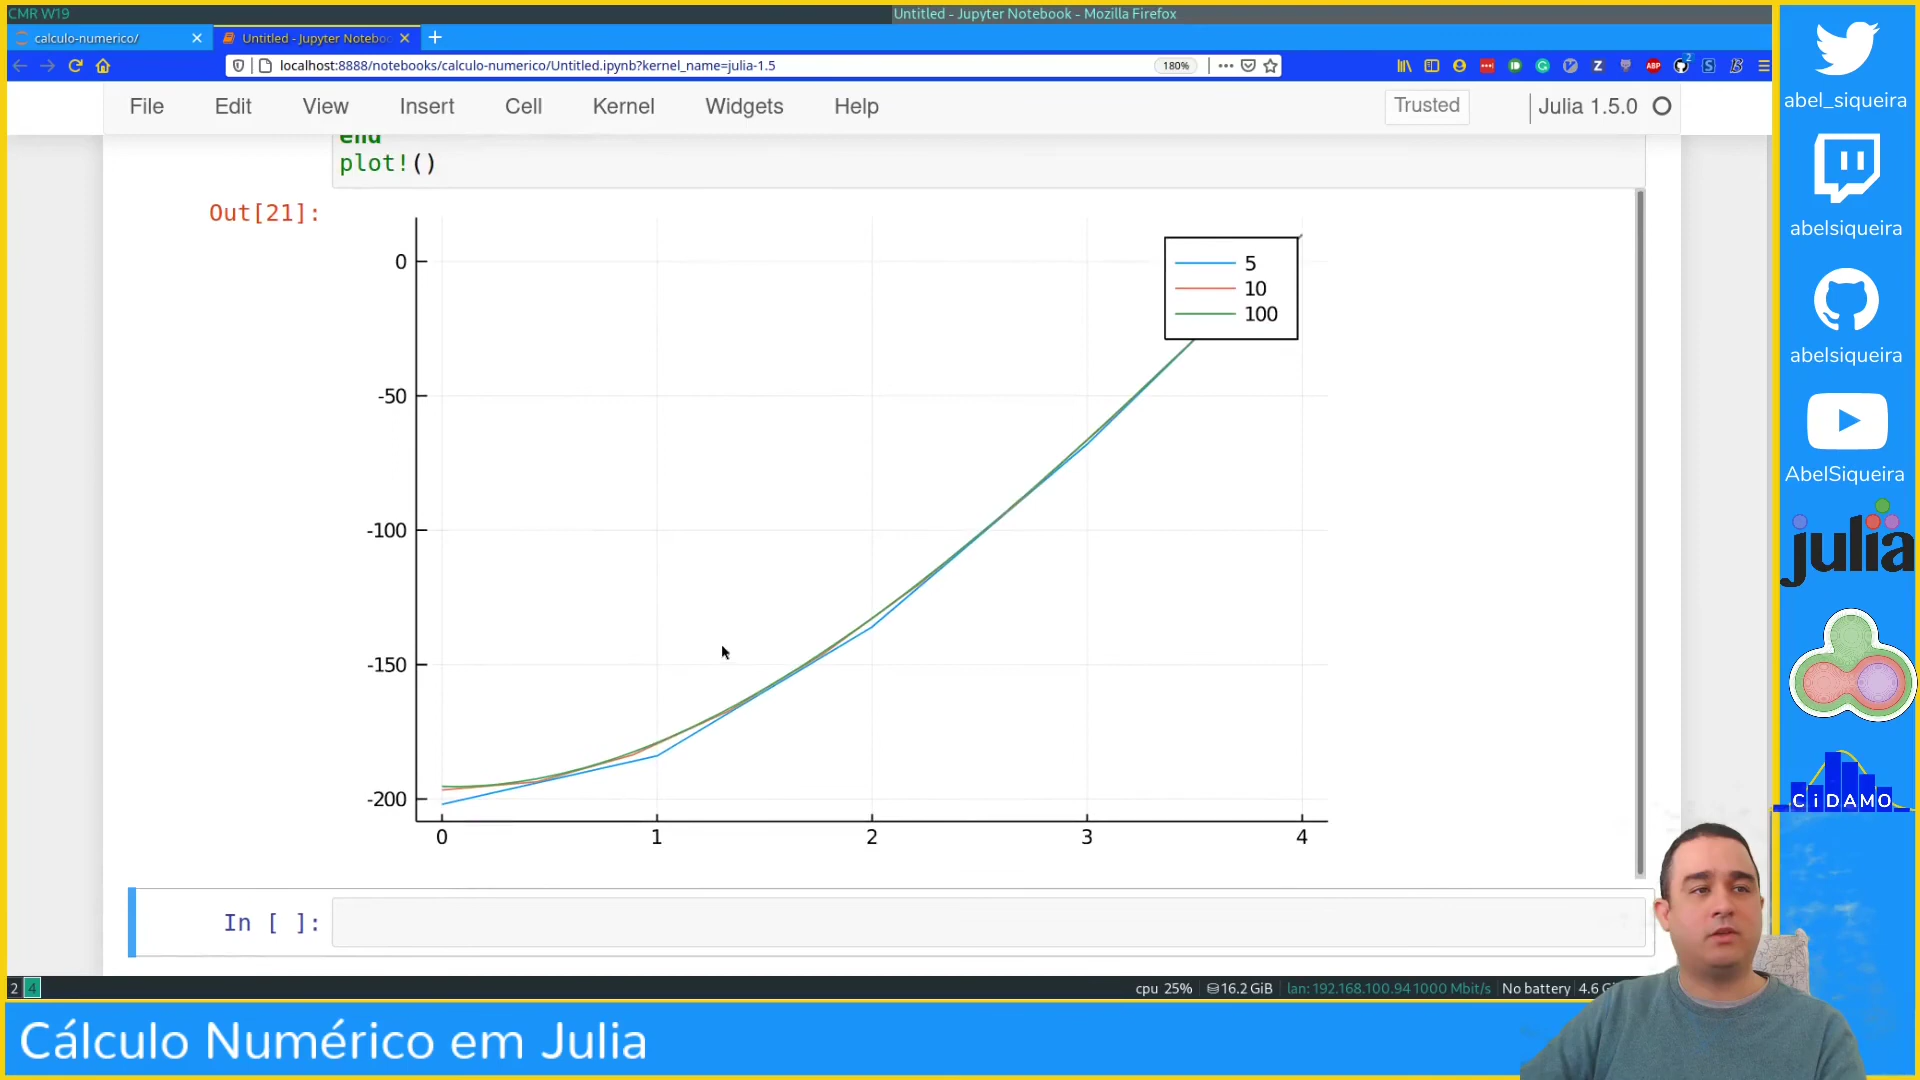 CMR W19
Untitled - Jupyter Notebook - Mozilla Firefox
calculo-numerico/
Untitled - Jupyter Noteboo
localhost:8888/notebooks/calculo-numerico/Untitled.ipynb?kernel_name=julia-1.5
180%
File Edit View Insert Cell Kernel Widgets Help
Trusted
Julia 1.5.0
end
plot!()
Out[21]:
0
-50
-100
-150
-200
0 1 2 3 4
5
10
100
In [ ]:
2 4
cpu 25% 16.2 GiB lan: 192.168.100.94 1000 Mbit/s No battery 4.6 G
Cálculo Numérico em Julia
abel_siqueira
abelsiqueira
abelsiqueira
AbelSiqueira
julia
CiDAMO